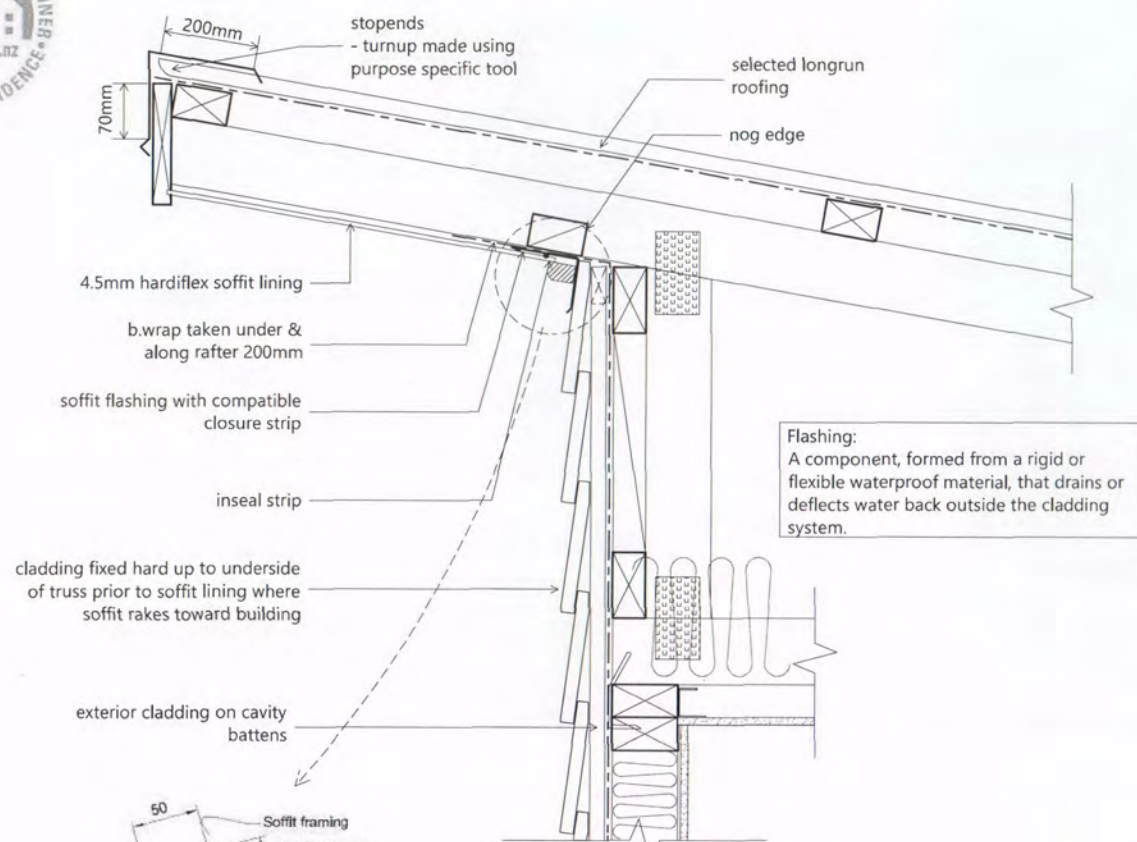 .nz
NER
DENCE
200mm
stopends
- turnup made using
purpose specific tool
selected longrun
roofing
nog edge
70mm
4.5mm hardiflex soffit lining
b.wrap taken under &
along rafter 200mm
soffit flashing with compatible
closure strip
inseal strip
Flashing:
A component, formed from a rigid or
flexible waterproof material, that drains or
deflects water back outside the cladding
system.
cladding fixed hard up to underside
of truss prior to soffit lining where
soffit rakes toward building
exterior cladding on cavity
battens
50
Soffit framing